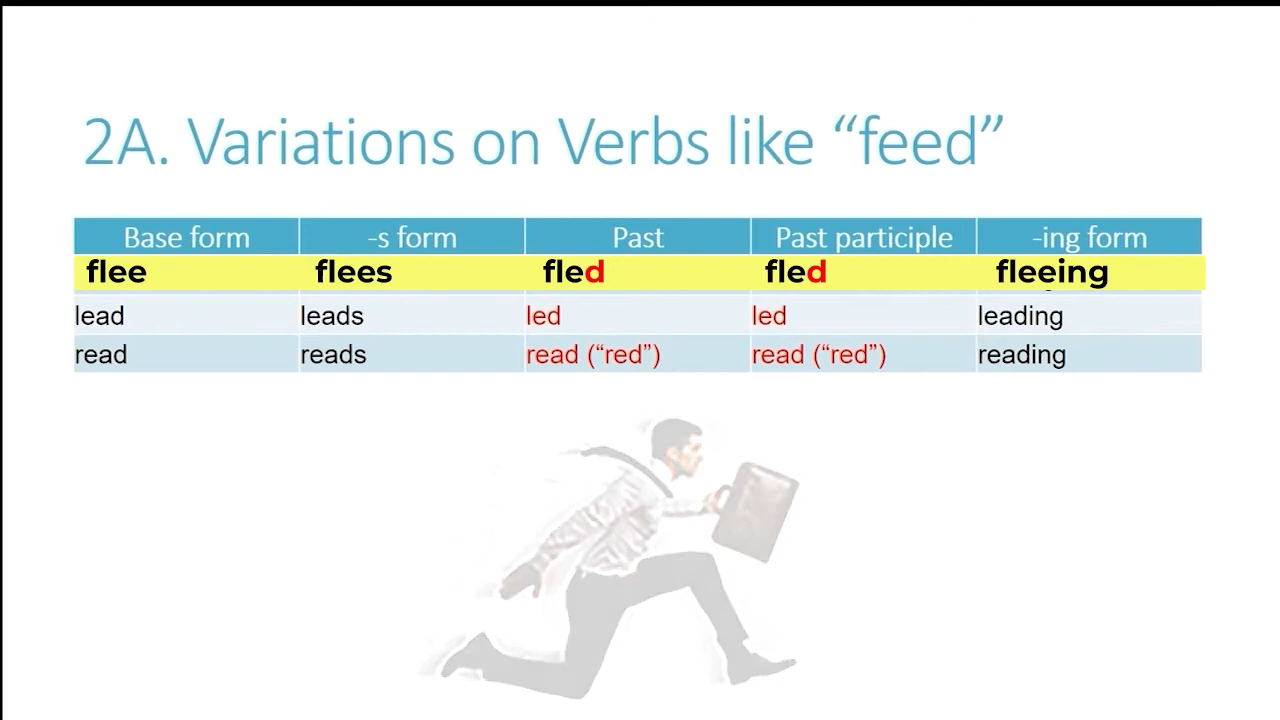 2A. Variations on Verbs like “feed”
Base form -s form Past Past participle -ing form
flee flees fled fled fleeing
lead leads led led leading
read reads read (“red”) read (“red”) reading